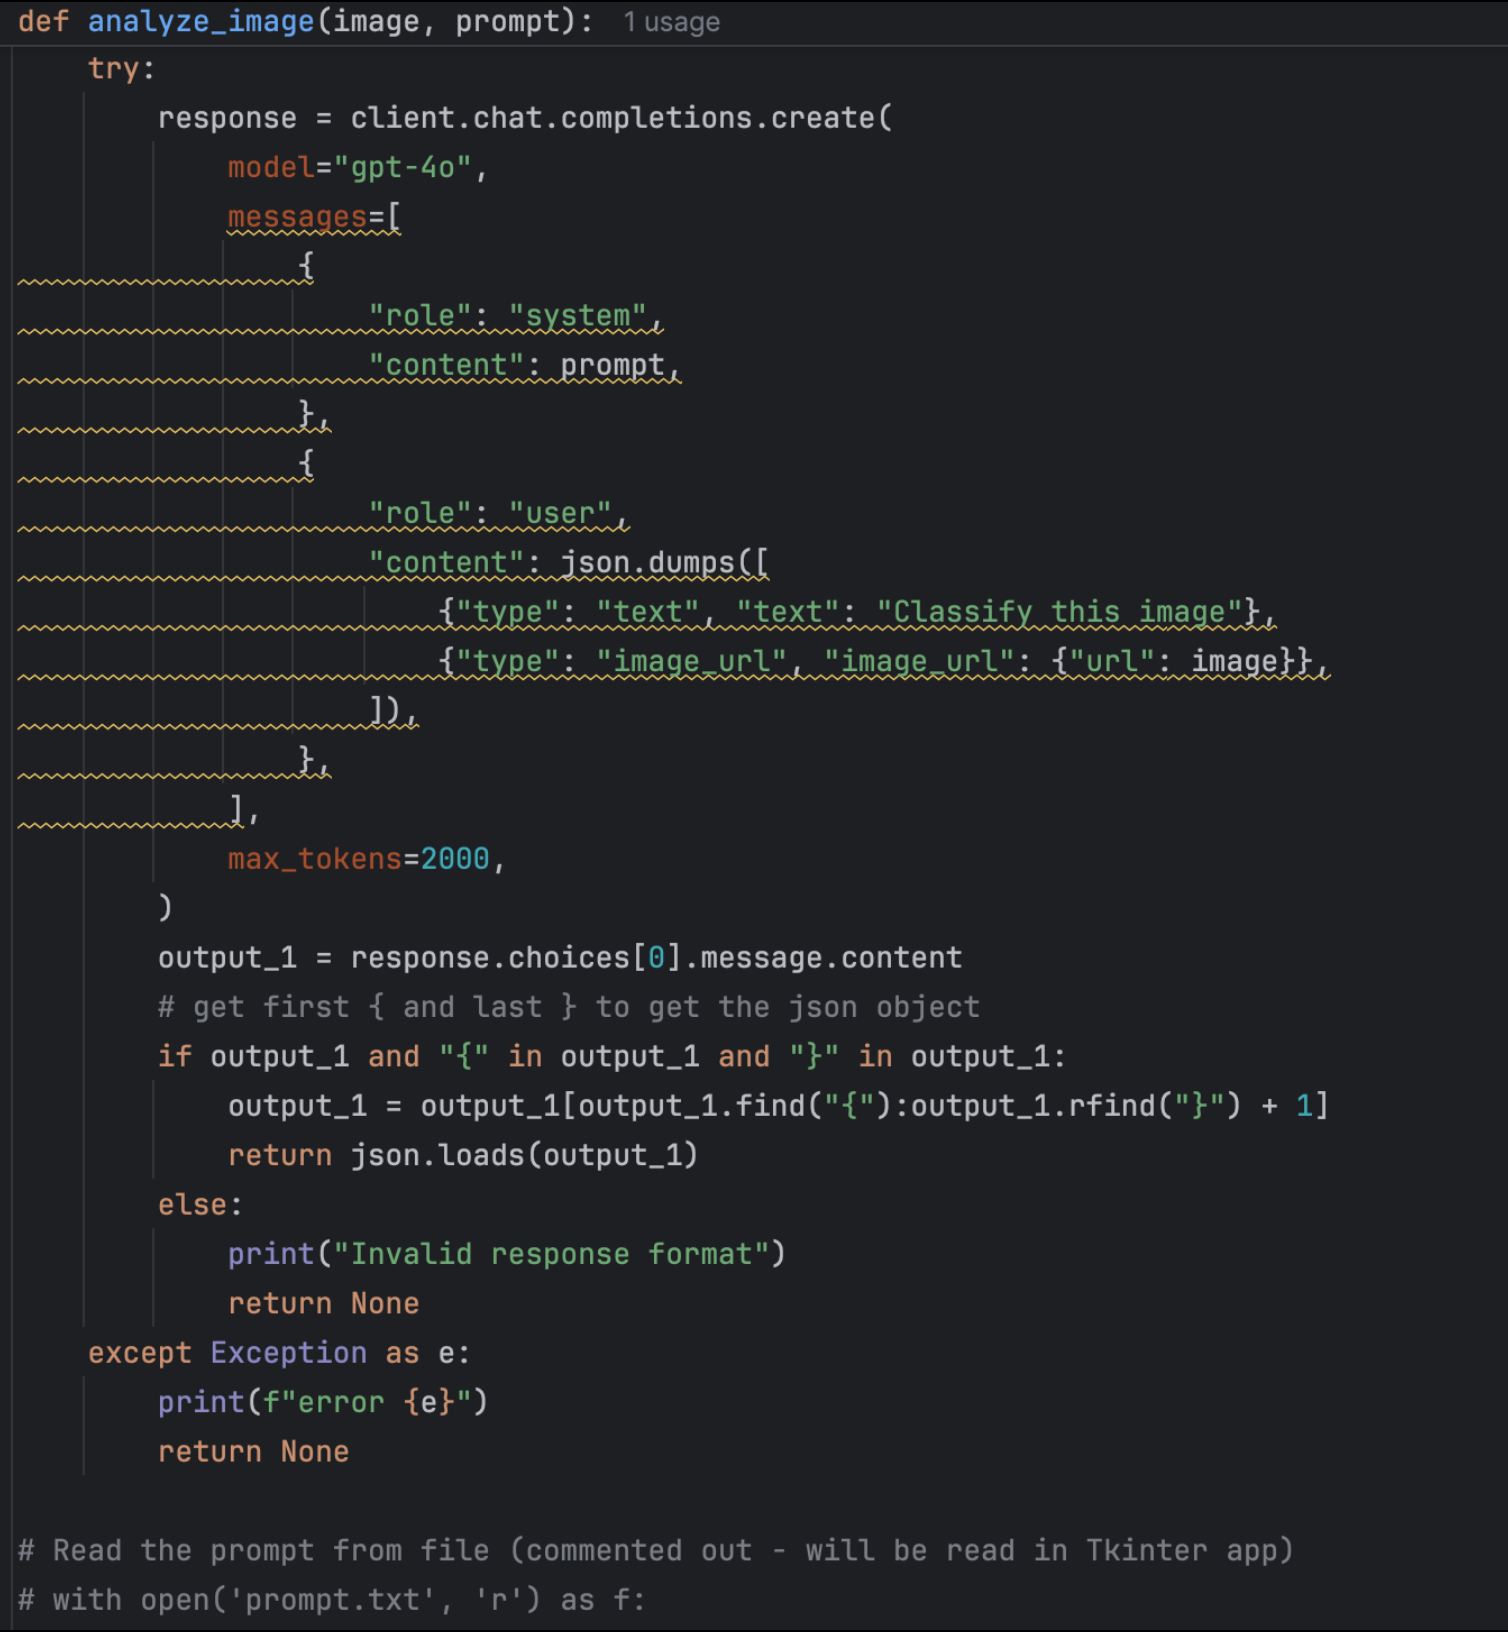 def analyze_image(image, prompt):  1 usage
    try:
        response = client.chat.completions.create(
            model="gpt-4o",
            messages=[
                {
                    "role": "system",
                    "content": prompt,
                },
                {
                    "role": "user",
                    "content": json.dumps([
                        {"type": "text", "text": "Classify this image"},
                        {"type": "image_url", "image_url": {"url": image}},
                    ]),
                },
            ],
            max_tokens=2000,
        )
        output_1 = response.choices[0].message.content
        # get first { and last } to get the json object
        if output_1 and "{" in output_1 and "}" in output_1:
            output_1 = output_1[output_1.find("{"):output_1.rfind("}") + 1]
            return json.loads(output_1)
        else:
            print("Invalid response format")
            return None
    except Exception as e:
        print(f"error {e}")
        return None

# Read the prompt from file (commented out - will be read in Tkinter app)
# with open('prompt.txt', 'r') as f: